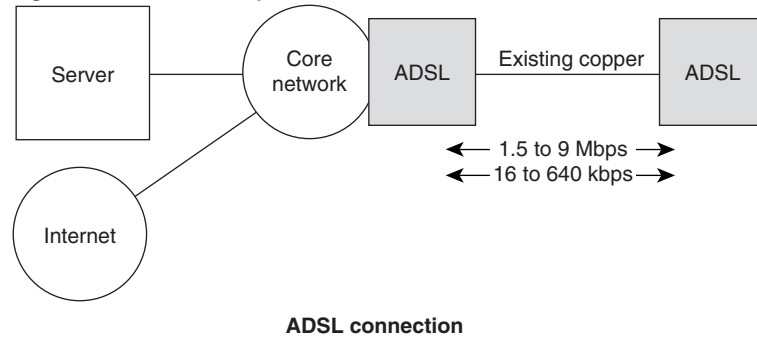 Server
Core
network
ADSL
Existing copper
ADSL
1.5 to 9 Mbps
16 to 640 kbps
Internet
ADSL connection